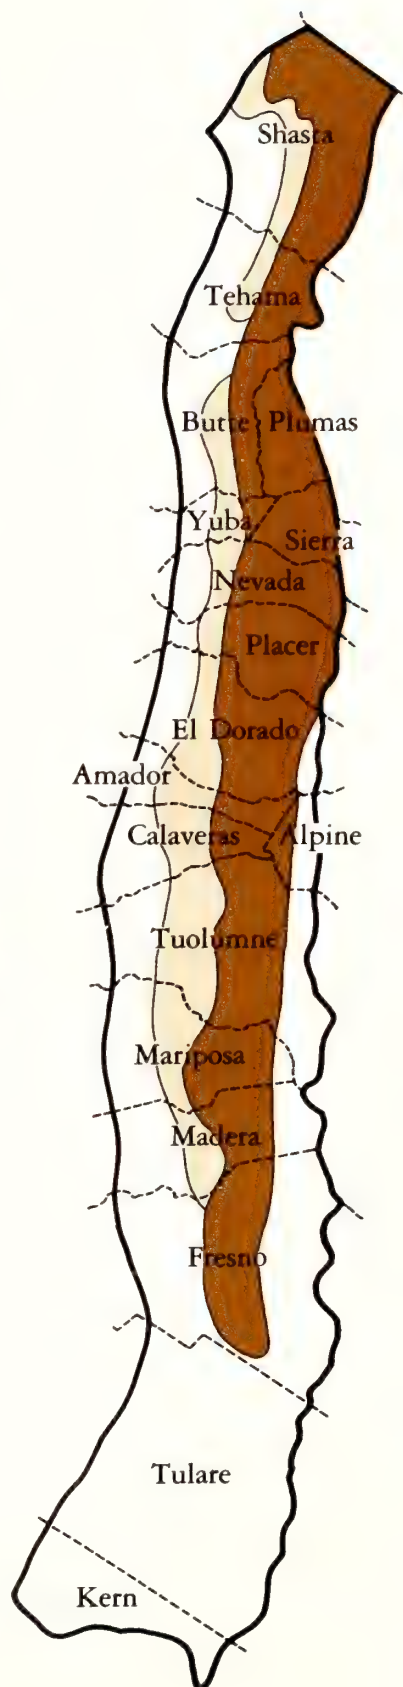 Shasta
Tehama
Butte
Plumas
Yuba
Sierra
Nevada
Placer
El Dorado
Amador
Calaveras
Alpine
Tuolumne
Mariposa
Madera
Fresno
Tulare
Kern